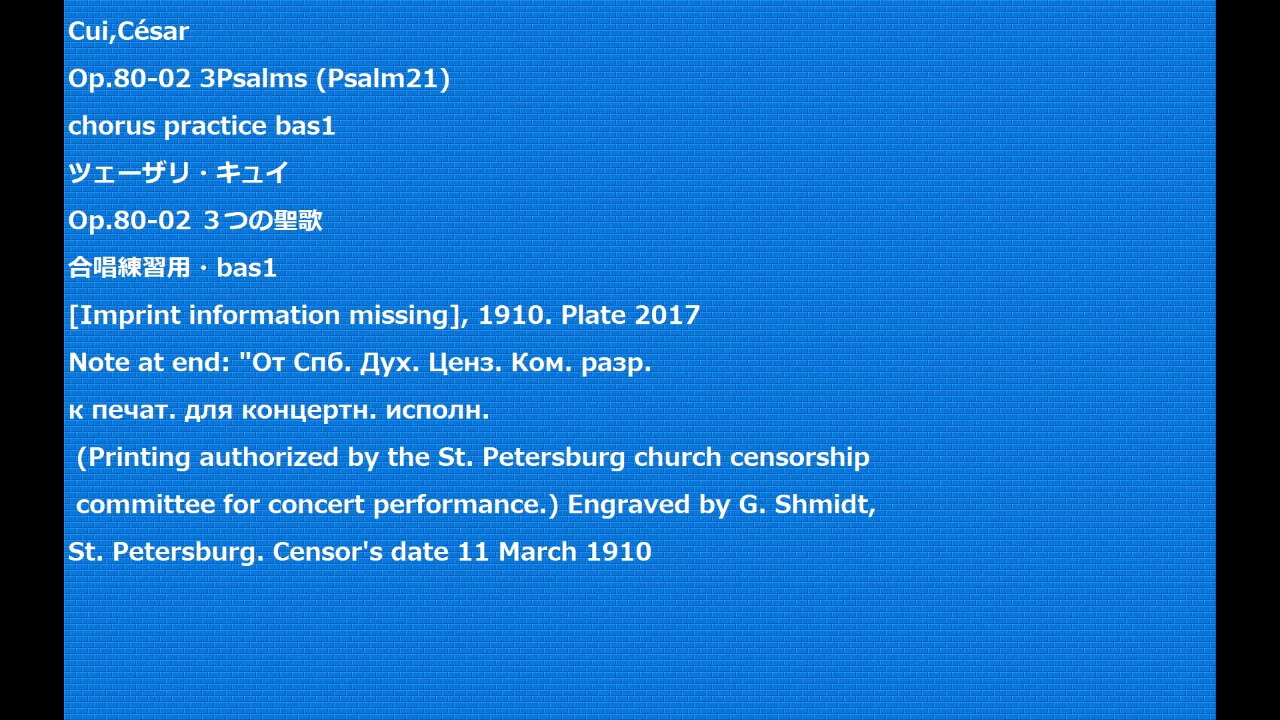 Cui,César
Op.80-02 3Psalms (Psalm21)
chorus practice bas1
ツェーザリ・キュイ
Op.80-02 ３つの聖歌
合唱練習用・bas1
[Imprint information missing], 1910. Plate 2017
Note at end: "От Спб. Дух. Ценз. Ком. разр.
к печат. для концертн. исполн.
(Printing authorized by the St. Petersburg church censorship
committee for concert performance.) Engraved by G. Shmidt,
St. Petersburg. Censor's date 11 March 1910